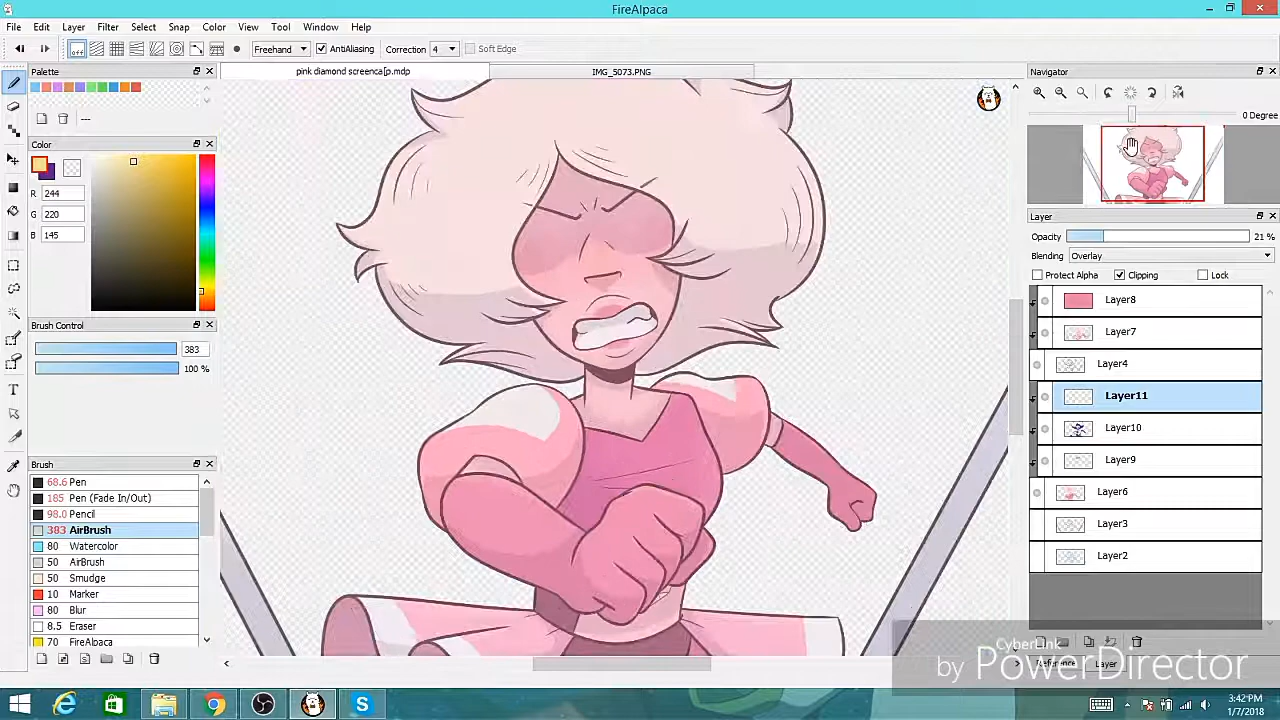 FireAlpaca
File Edit View Layer Filter Select Snap Color View Tool Window Help
Freehand AntiAliasing Correction 4 Soft Edge
Palette
pink diamond screenca[p.mdp
IMG_5073.PNG
Navigator
0 Degree
---
Color
R 244
G 220
B 145
Layer
Opacity 21 %
Blending Overlay
Protect Alpha Clipping Lock
Layer8
Layer7
Layer4
Layer11
Layer10
Layer9
Layer6
Layer3
Layer2
Brush Control
383
100 %
Brush
68.6 Pen
185 Pen (Fade In/Out)
98.0 Pencil
383 AirBrush
80 Watercolor
50 AirBrush
50 Smudge
10 Marker
80 Blur
8.5 Eraser
70 FireAlpaca
Reference Layer
CyberLink
by PowerDirector
3:42 PM
1/7/2018